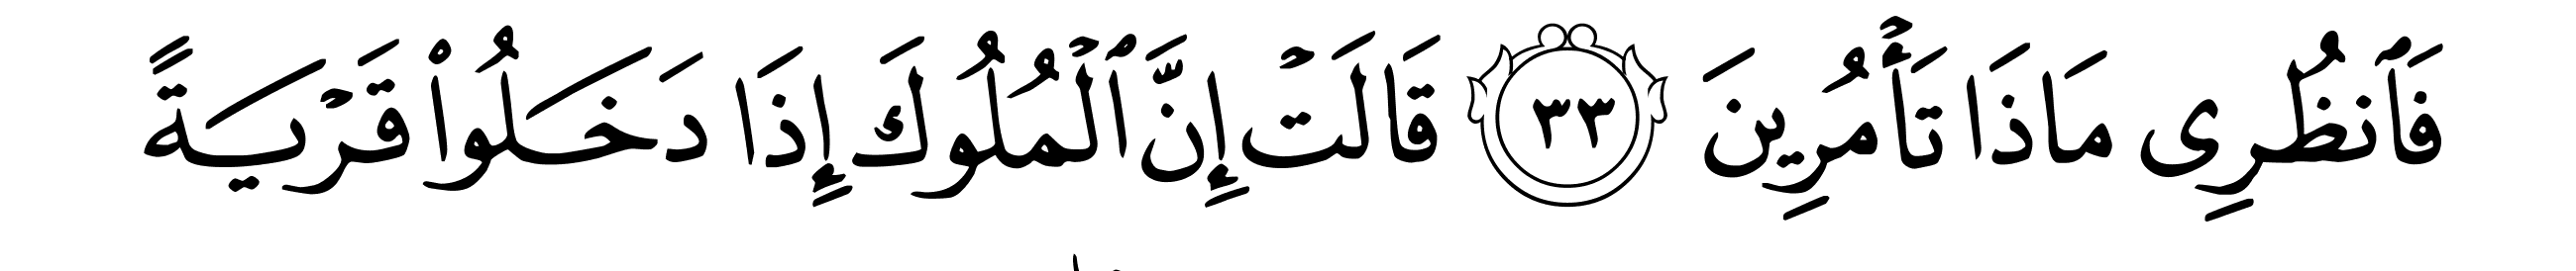 فَٱنظُرِى مَاذَا تَأْمُرِينَ ٣٣ قَالَتْ إِنَّ ٱلْمُلُوكَ إِذَا دَخَلُوا۟ قَرْيَةً